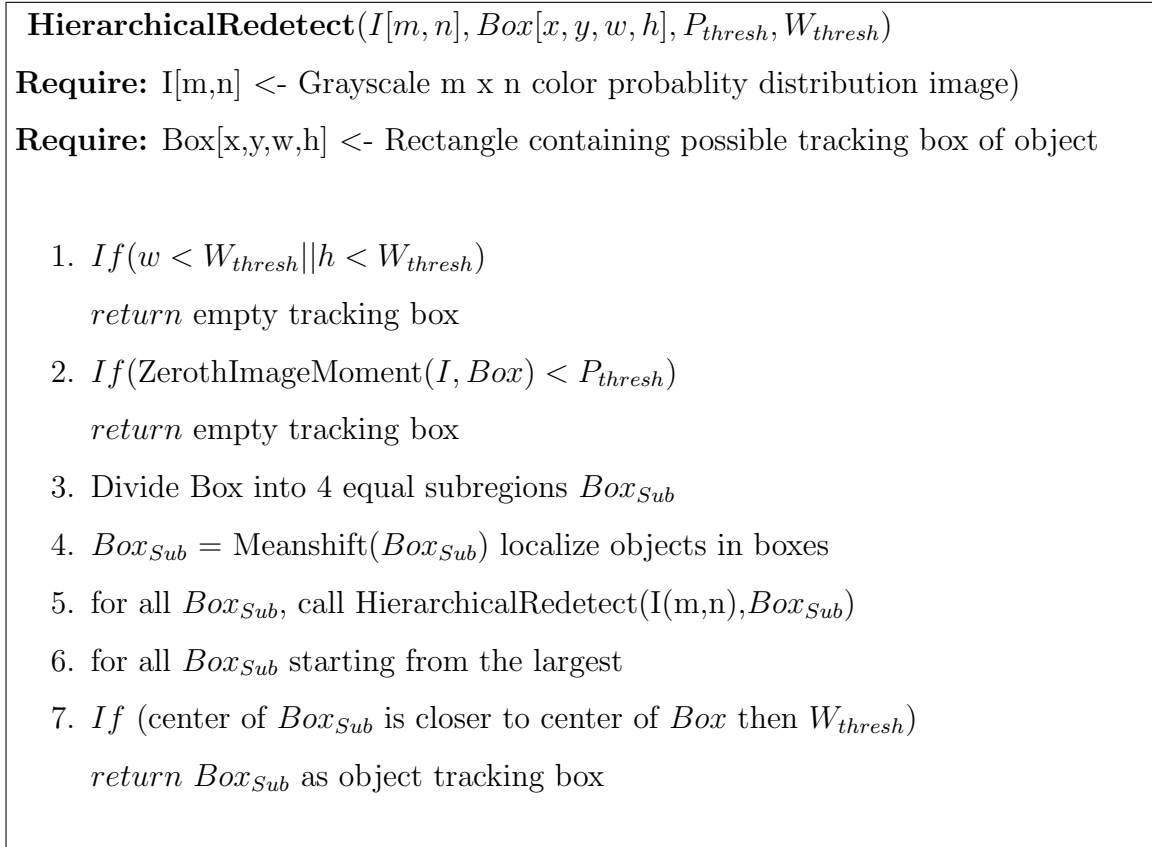 HierarchicalRedetect(I[m, n], Box[x, y, w, h], P_thresh, W_thresh)
Require: I[m,n] <- Grayscale m x n color probablity distribution image)
Require: Box[x,y,w,h] <- Rectangle containing possible tracking box of object
1. If(w < W_thresh||h < W_thresh)
return empty tracking box
2. If(ZerothImageMoment(I, Box) < P_thresh)
return empty tracking box
3. Divide Box into 4 equal subregions Box_Sub
4. Box_Sub = Meanshift(Box_Sub) localize objects in boxes
5. for all Box_Sub, call HierarchicalRedetect(I(m,n),Box_Sub)
6. for all Box_Sub starting from the largest
7. If (center of Box_Sub is closer to center of Box then W_thresh)
return Box_Sub as object tracking box